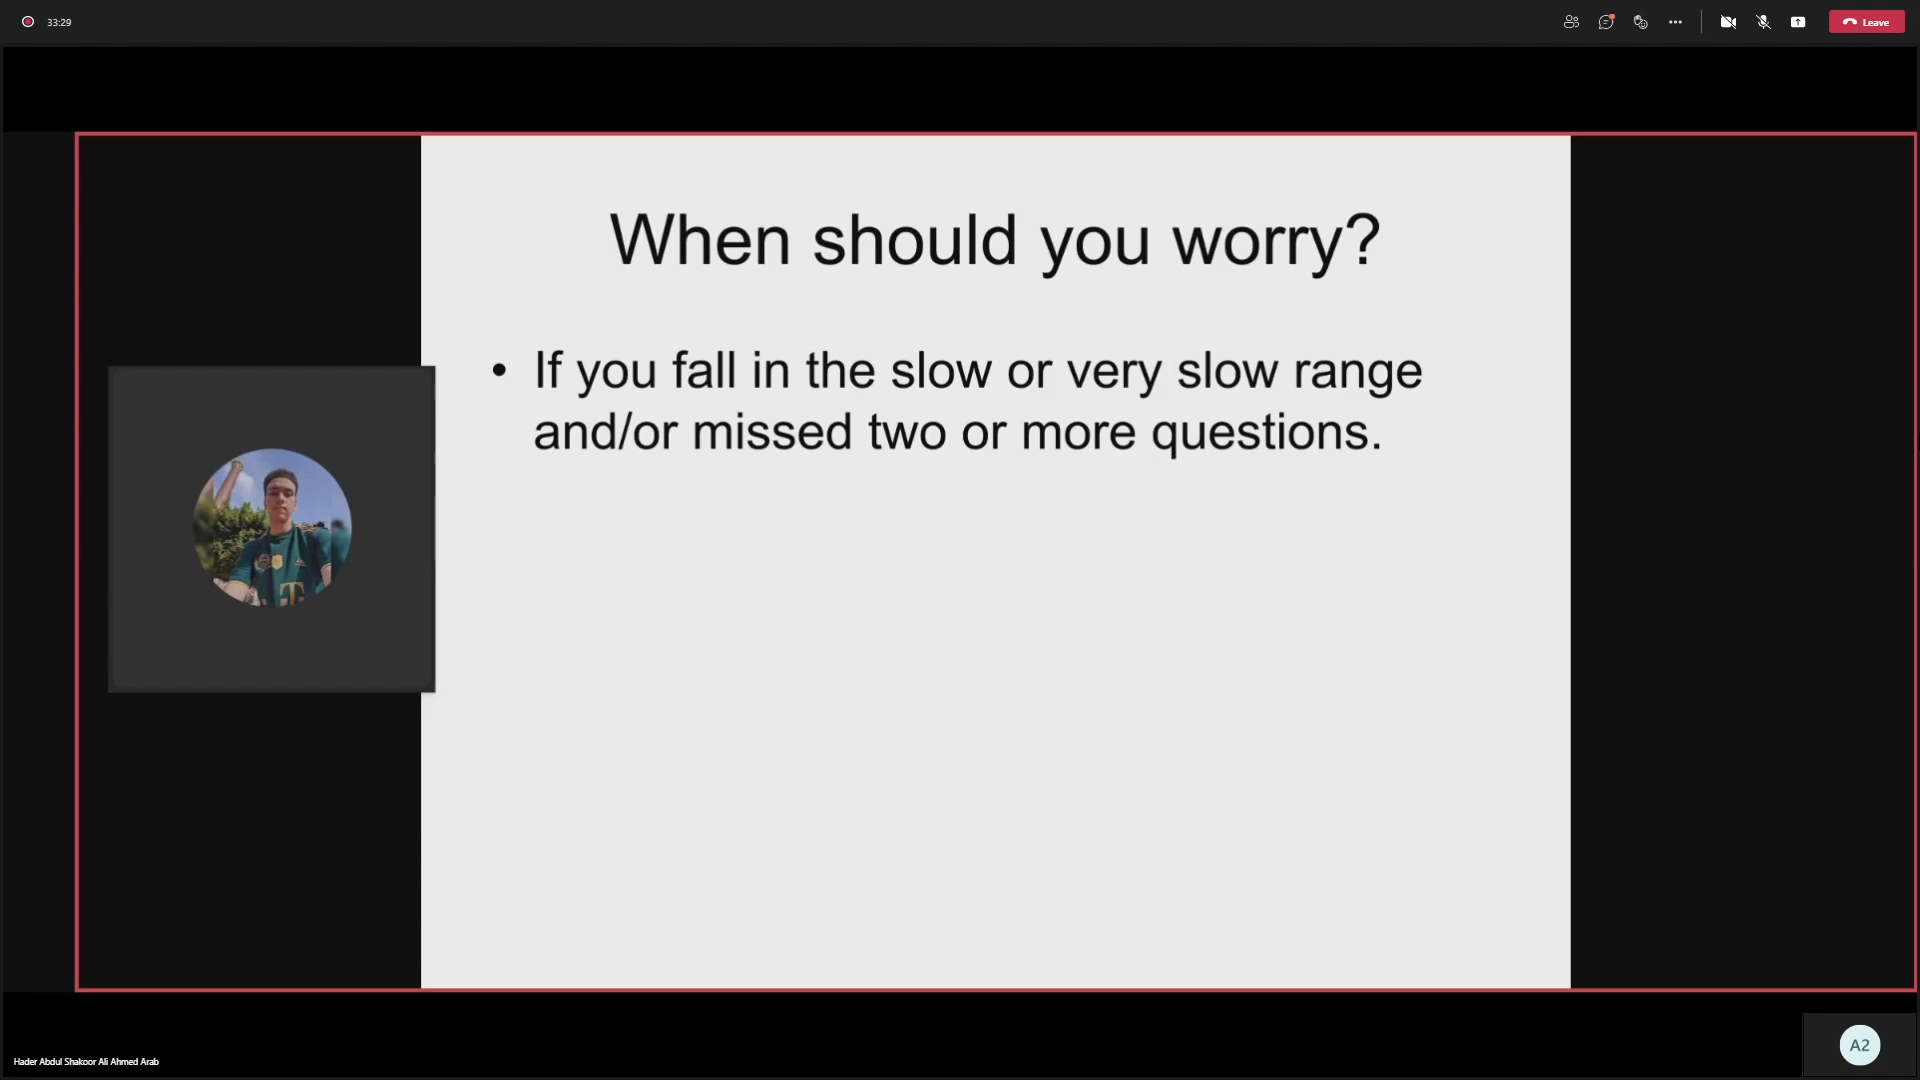 33:29
Leave
When should you worry?
• If you fall in the slow or very slow range
and/or missed two or more questions.
T
A2
Hader Abdul Shakoor Ali Ahmed Arab